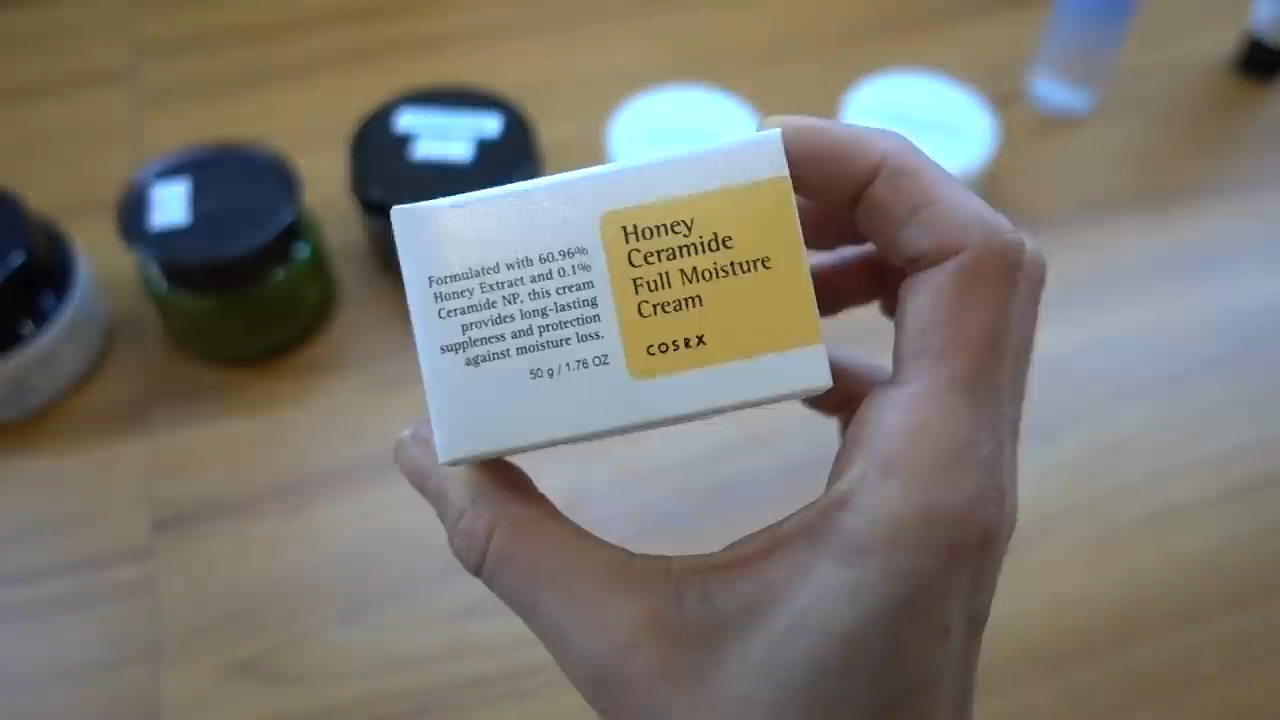 Formulated with 60.96%
Honey Extract and 0.1%
Ceramide NP, this cream
provides long-lasting
suppleness and protection
against moisture loss.
50 g / 1.76 OZ
Honey
Ceramide
Full Moisture
Cream
COSRX